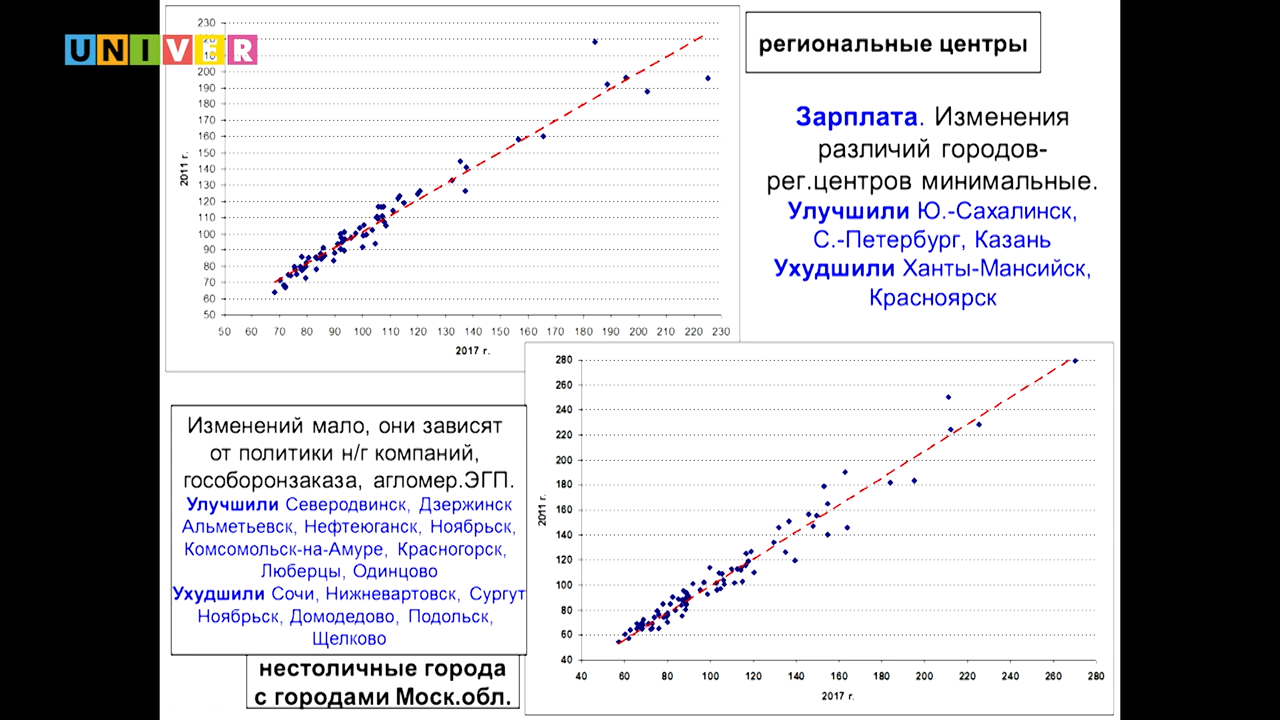 UNIVER
230
220
210
200
190
180
170
160
150
140
130
120
110
100
90
80
70
60
50
2011 г.
50 60 70 80 90 100 110 120 130 140 150 160 170 180 190 200 210 220 230
2017 г.
региональные центры
Зарплата. Изменения
различий городов-
рег.центров минимальные.
Улучшили Ю.-Сахалинск,
С.-Петербург, Казань
Ухудшили Ханты-Мансийск,
Красноярск
Изменений мало, они зависят
от политики н/г компаний,
гособоронзаказа, агломер.ЭГП.
Улучшили Северодвинск, Дзержинск
Альметьевск, Нефтеюганск, Ноябрьск,
Комсомольск-на-Амуре, Красногорск,
Люберцы, Одинцово
Ухудшили Сочи, Нижневартовск, Сургут
Ноябрьск, Домодедово, Подольск,
Щелково
нестоличные города
с городами Моск.обл.
280
260
240
220
200
180
160
140
120
100
80
60
40
2011 г.
40 60 80 100 120 140 160 180 200 220 240 260 280
2017 г.